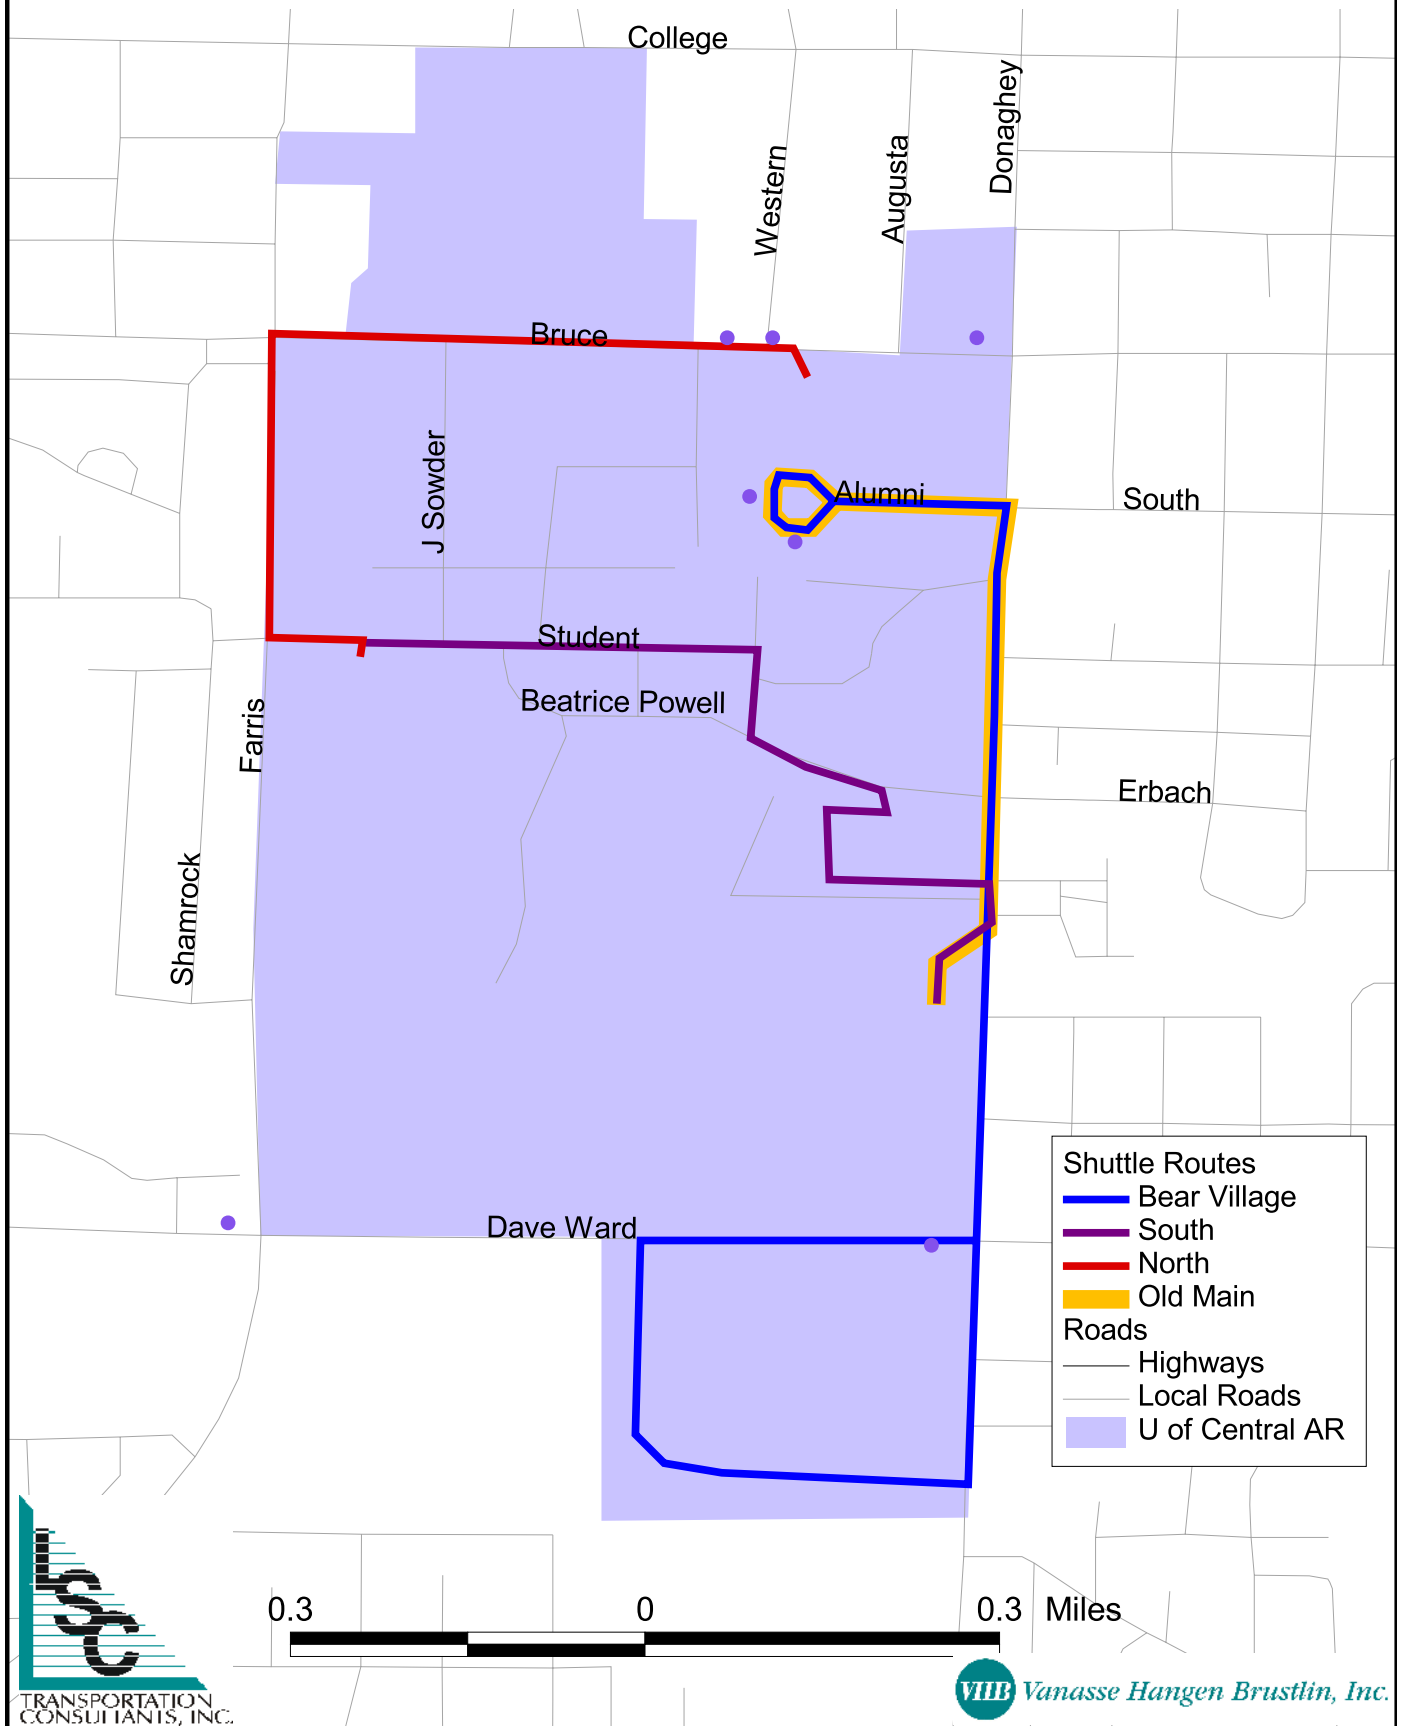 College
Western
Augusta
Donaghey
Bruce
J Sowder
Alumni
South
Student
Beatrice Powell
Farris
Erbach
Shamrock
Dave Ward
Shuttle Routes
Bear Village
South
North
Old Main
Roads
Highways
Local Roads
U of Central AR
0.3 0 0.3 Miles
LSC
TRANSPORTATION
CONSULTANTS, INC.
VHB Vanasse Hangen Brustlin, Inc.